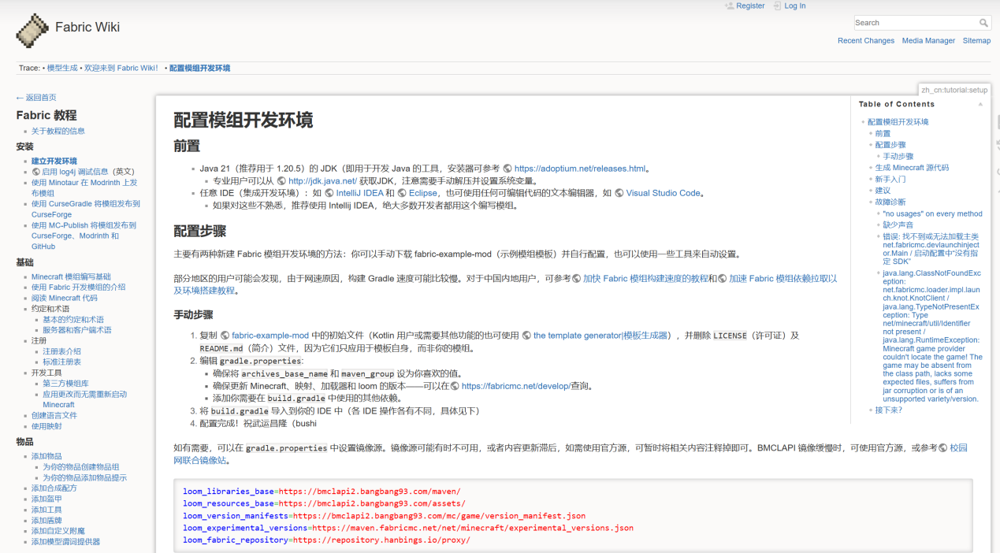 Register Log In
Fabric Wiki
Search
Recent Changes Media Manager Sitemap
Trace: • 模型生成 • 欢迎来到 Fabric Wiki！ • 配置模组开发环境
zh_cn:tutorial:setup
← 返回首页
Fabric 教程
关于教程的信息
安装
建立开发环境
启用 log4j 调试信息（英文）
使用 Minotaur 在 Modrinth 上发
布模组
使用 CurseGradle 将模组发布到
CurseForge
使用 MC-Publish 将模组发布到
CurseForge、Modrinth 和
GitHub
基础
Minecraft 模组编写基础
使用 Fabric 开发模组的介绍
阅读 Minecraft 代码
约定和术语
基本的约定和术语
服务器和客户端术语
注册
注册表介绍
标准注册表
开发工具
第三方模组库
应用更改而无需重新启动
Minecraft
创建语言文件
使用映射
物品
添加物品
为你的物品创建物品组
为你的物品添加物品提示
添加合成配方
添加盔甲
添加工具
添加盾牌
添加自定义附魔
添加模型谓词提供器
配置模组开发环境
前置
Java 21（推荐用于 1.20.5）的 JDK（即用于开发 Java 的工具，安装器可参考 https://adoptium.net/releases.html。
专业用户可以从 http://jdk.java.net/ 获取JDK，注意需要手动解压并设置系统变量。
任意 IDE（集成开发环境）：如 IntelliJ IDEA 和 Eclipse，也可使用任何可编辑代码的文本编辑器，如 Visual Studio Code。
如果对这些不熟悉，推荐使用 Intellij IDEA，绝大多数开发者都用这个编写模组。
配置步骤
主要有两种新建 Fabric 模组开发环境的方法：你可以手动下载 fabric-example-mod（示例模组模板）并自行配置，也可以使用一些工具来自动设置。
部分地区的用户可能会发现，由于网速原因，构建 Gradle 速度可能比较慢。对于中国内地用户，可参考 加快 Fabric 模组构建速度的教程和 加速 Fabric 模组依赖拉取以
及环境搭建教程。
手动步骤
1. 复制 fabric-example-mod 中的初始文件（Kotlin 用户或需要其他功能的也可使用 the template generator|模板生成器），并删除 LICENSE（许可证）及
README.md（简介）文件，因为它们只应用于模板自身，而非你的模组。
2. 编辑 gradle.properties:
确保将 archives_base_name 和 maven_group 设为你喜欢的值。
确保更新 Minecraft、映射、加载器和 loom 的版本——可以在 https://fabricmc.net/develop/查询。
添加你需要在 build.gradle 中使用的其他依赖。
3. 将 build.gradle 导入到你的 IDE 中（各 IDE 操作各有不同，具体见下）
4. 配置完成！祝武运昌隆（bushi
如有需要，可以在 gradle.properties 中设置镜像源。镜像源可能有时不可用，或者内容更新滞后，如需使用官方源，可暂时将相关内容注释掉即可。BMCLAPI 镜像缓慢时，可使用官方源，或参考 校园
网联合镜像站。
loom_libraries_base=https://bmclapi2.bangbang93.com/maven/
loom_resources_base=https://bmclapi2.bangbang93.com/assets/
loom_version_manifests=https://bmclapi2.bangbang93.com/mc/game/version_manifest.json
loom_experimental_versions=https://maven.fabricmc.net/net/minecraft/experimental_versions.json
loom_fabric_repository=https://repository.hanbings.io/proxy/
Table of Contents
配置模组开发环境
前置
配置步骤
手动步骤
生成 Minecraft 源代码
新手入门
建议
故障诊断
"no usages" on every method
缺少声音
错误: 找不到或无法加载主类
net.fabricmc.devlaunchinject
or.Main / 启动配置中“没有指
定 SDK”
java.lang.ClassNotFoundExc
eption:
net.fabricmc.loader.impl.laun
ch.knot.KnotClient /
java.lang.TypeNotPresentEx
ception: Type
net/minecraft/util/Identifier
not present /
java.lang.RuntimeException:
Minecraft game provider
couldn't locate the game! The
game may be absent from
the class path, lacks some
expected files, suffers from
jar corruption or is of an
unsupported variety/version.
接下来？